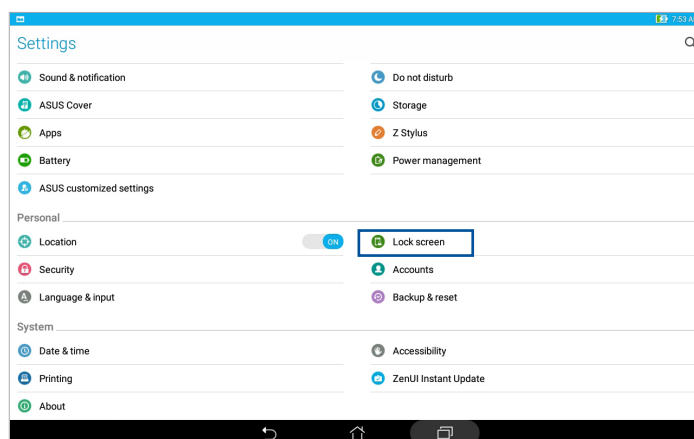 7:53 A
Settings
Sound & notification
Do not disturb
ASUS Cover
Storage
Apps
Z Stylus
Battery
Power management
ASUS customized settings
Personal
Location ON
Lock screen
Security
Accounts
A Language & input
Backup & reset
System
Date & time
Accessibility
Printing
ZenUI Instant Update
About